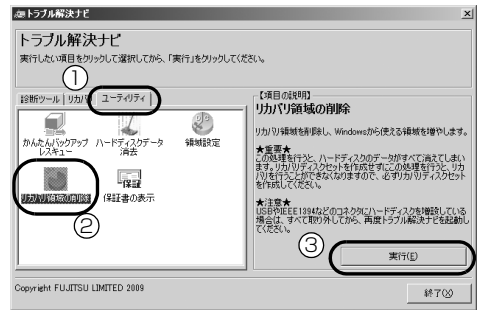 トラブル解決ナビ
トラブル解決ナビ
実行したい項目をクリックして選択してから、「実行」をクリックしてください。
①
診断ツール リカバリ ユーティリティ
かんたんバックアップ
レスキュー
ハードディスクデータ
消去
領域設定
リカバリ領域の削除
保証
保証書の表示
②
【項目の説明】
リカバリ領域の削除
リカバリ領域を削除し、Windowsから使える領域を増やします。
★重要★
この処理を行うと、ハードディスクのデータがすべて消えてしまい
ます。リカバリディスクセットを作成せずにこの処理を行うと、リカ
バリを行うことができなくなりますので、必ずリカバリディスクセット
を作成してください。
★注意★
USBやIEEE1394などのコネクタにハードディスクを増設している
場合は、すべて取り外してから、再度トラブル解決ナビを起動し
てください。
③
実行(E)
Copyright FUJITSU LIMITED 2009
終了(X)